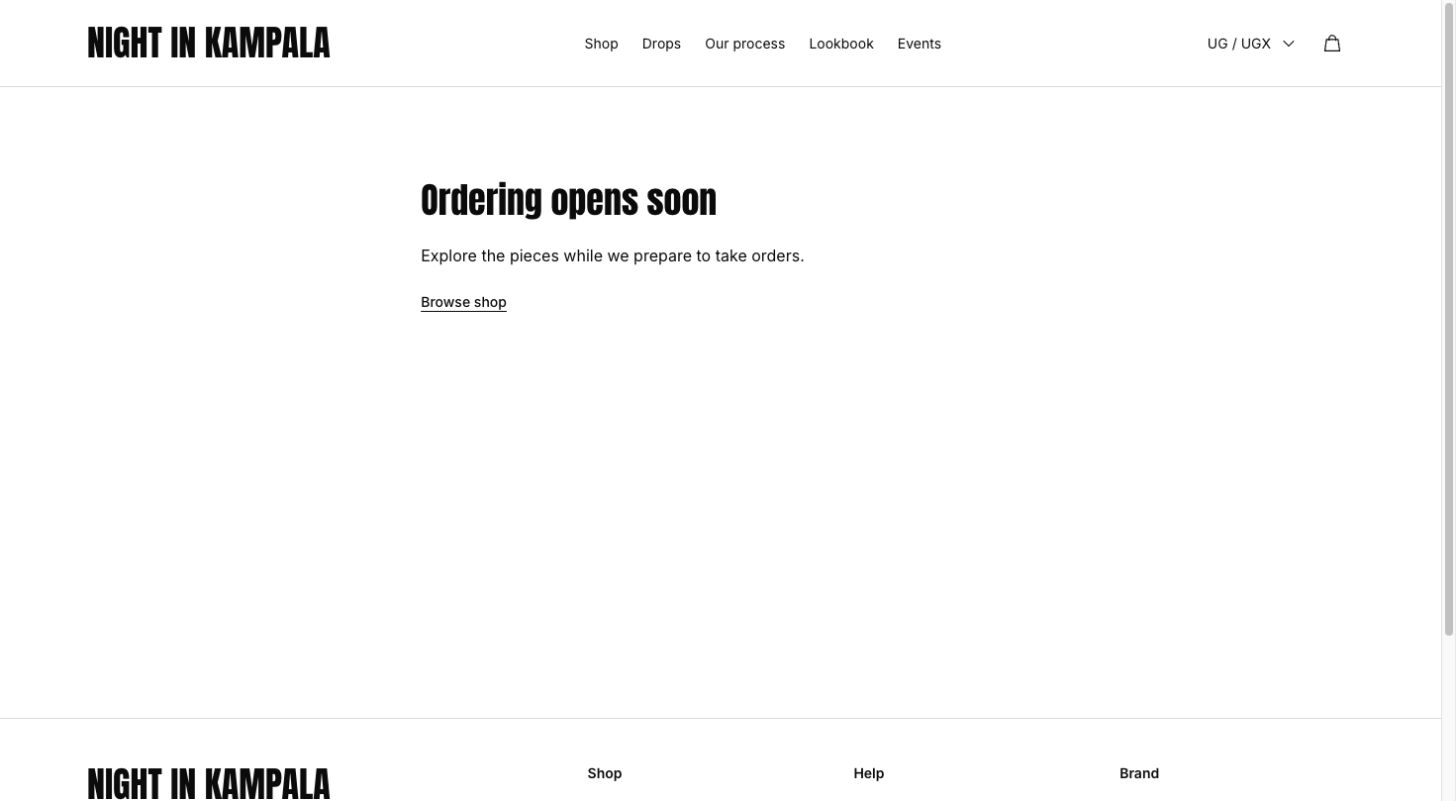 NIGHT IN KAMPALA
Shop Drops Our process Lookbook Events
UG / UGX
Ordering opens soon
Explore the pieces while we prepare to take orders.
Browse shop
NIGHT IN KAMPALA
Shop Help Brand